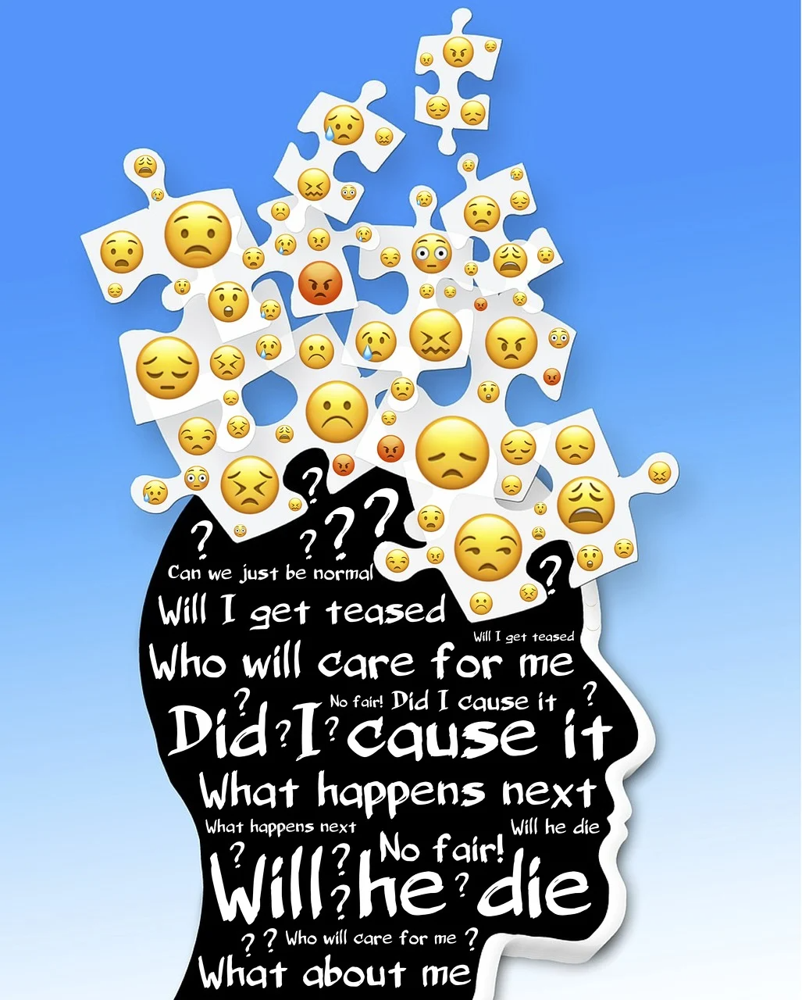 ? ? ? ? ?
Can we just be normal ?
Will I get teased
Will I get teased
Who will care for me
? No fair! Did I cause it ?
Did ? I ? cause it
What happens next
What happens next Will he die
? ? No fair!
Will ? he ? die
? ? Who will care for me ?
What about me